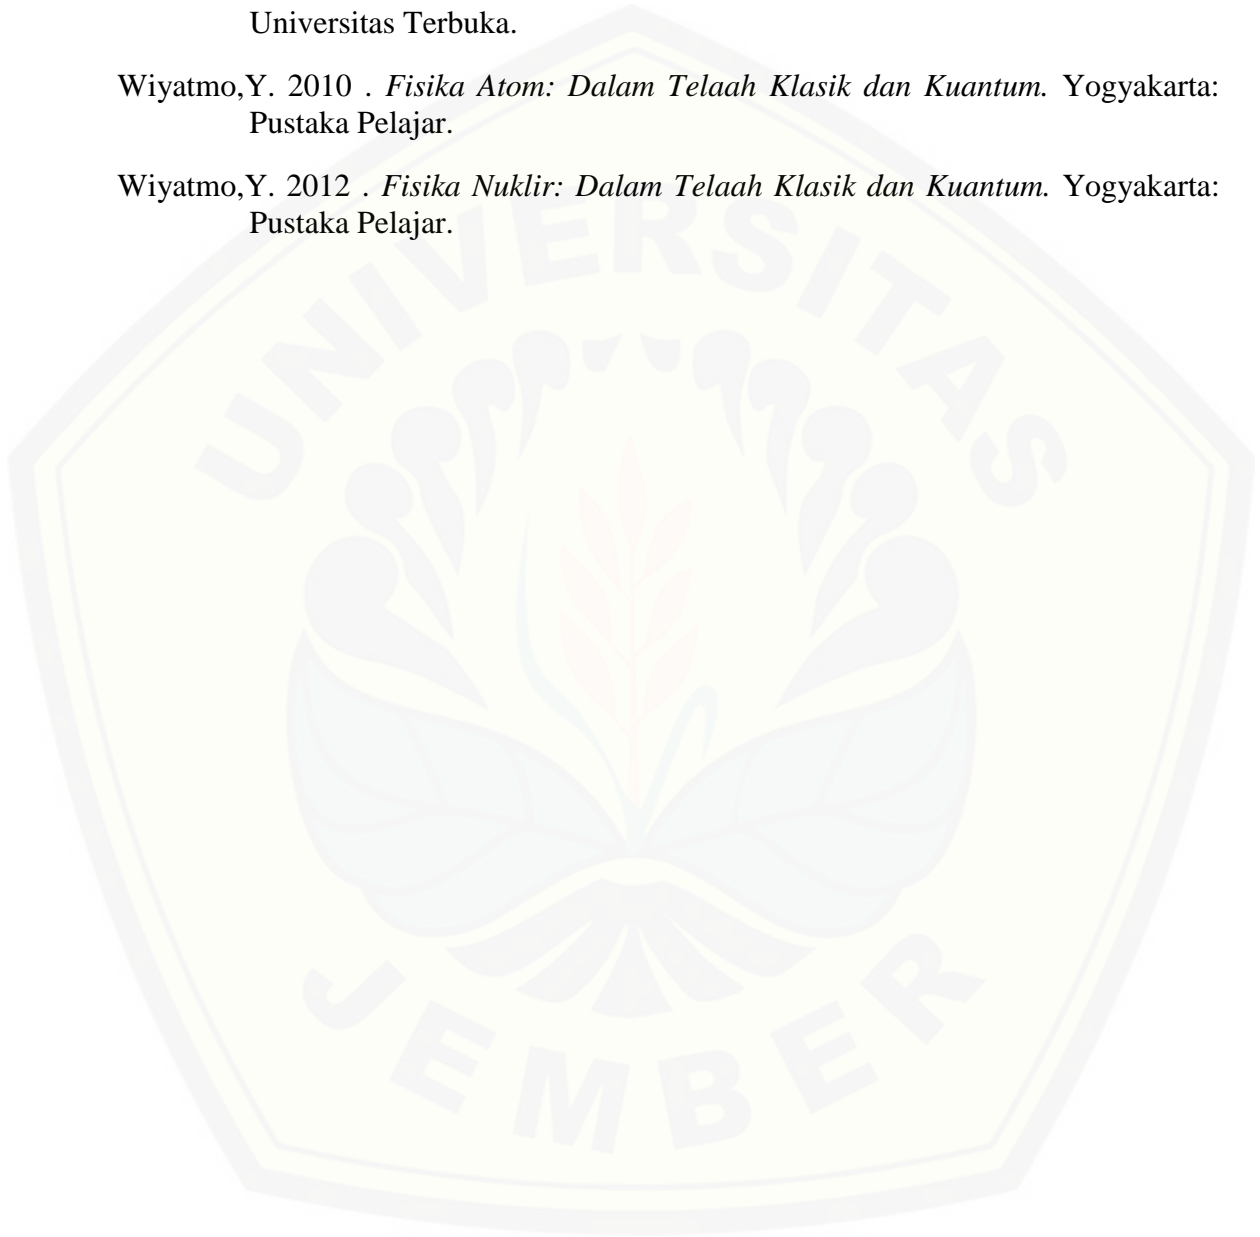 Universitas Terbuka.
Wiyatmo,Y. 2010 . Fisika Atom: Dalam Telaah Klasik dan Kuantum. Yogyakarta:
Pustaka Pelajar.
Wiyatmo,Y. 2012 . Fisika Nuklir: Dalam Telaah Klasik dan Kuantum. Yogyakarta:
Pustaka Pelajar.
UNIVERSITAS
JEMBER